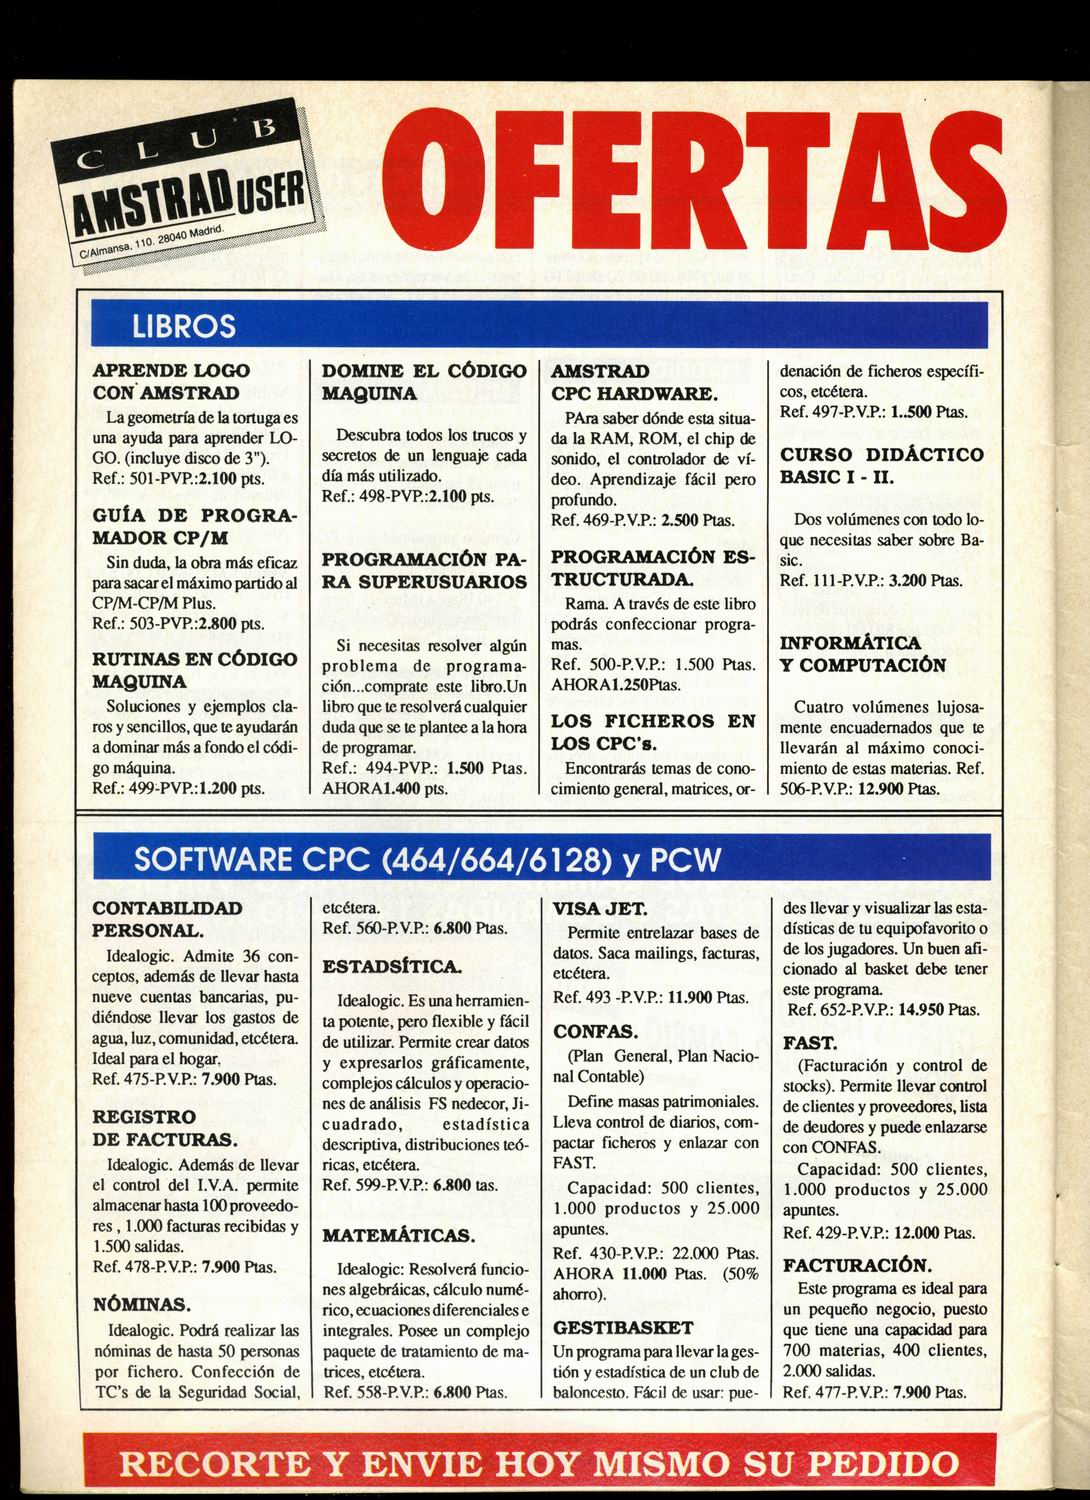 CLUB
AMSTRAD USER
C/Almansa, 110. 28040 Madrid.
OFERTAS
LIBROS
APRENDE LOGO
CON AMSTRAD
La geometría de la tortuga es
una ayuda para aprender LO-
GO. (incluye disco de 3").
Ref.: 501-PVP.:2.100 pts.
GUÍA DE PROGRA-
MADOR CP/M
Sin duda, la obra más eficaz
para sacar el máximo partido al
CP/M-CP/M Plus.
Ref.: 503-PVP.:2.800 pts.
RUTINAS EN CÓDIGO
MAQUINA
Soluciones y ejemplos cla-
ros y sencillos, que te ayudarán
a dominar más a fondo el códi-
go máquina.
Ref.: 499-PVP.:1.200 pts.
DOMINE EL CÓDIGO
MAQUINA
Descubra todos los trucos y
secretos de un lenguaje cada
día más utilizado.
Ref.: 498-PVP.:2.100 pts.
PROGRAMACIÓN PA-
RA SUPERUSUARIOS
Si necesitas resolver algún
problema de programa-
ción...comprate este libro.Un
libro que te resolverá cualquier
duda que se te plantee a la hora
de programar.
Ref.: 494-PVP.: 1.500 Ptas.
AHORA1.400 pts.
AMSTRAD
CPC HARDWARE.
PAra saber dónde esta situa-
da la RAM, ROM, el chip de
sonido, el controlador de ví-
deo. Aprendizaje fácil pero
profundo.
Ref. 469-P.V.P.: 2.500 Ptas.
PROGRAMACIÓN ES-
TRUCTURADA.
Rama. A través de este libro
podrás confeccionar progra-
mas.
Ref. 500-P.V.P.: 1.500 Ptas.
AHORA1.250Ptas.
LOS FICHEROS EN
LOS CPC's.
Encontrarás temas de cono-
cimiento general, matrices, or-
denación de ficheros específi-
cos, etcétera.
Ref. 497-P.V.P.: 1..500 Ptas.
CURSO DIDÁCTICO
BASIC I - II.
Dos volúmenes con todo lo-
que necesitas saber sobre Ba-
sic.
Ref. 111-P.V.P.: 3.200 Ptas.
INFORMÁTICA
Y COMPUTACIÓN
Cuatro volúmenes lujosa-
mente encuadernados que te
llevarán al máximo conoci-
miento de estas materias. Ref.
506-P.V.P.: 12.900 Ptas.
SOFTWARE CPC (464/664/6128) y PCW
CONTABILIDAD
PERSONAL.
Idealogic. Admite 36 con-
ceptos, además de llevar hasta
nueve cuentas bancarias, pu-
diéndose llevar los gastos de
agua, luz, comunidad, etcétera.
Ideal para el hogar.
Ref. 475-P.V.P.: 7.900 Ptas.
REGISTRO
DE FACTURAS.
Idealogic. Además de llevar
el control del I.V.A. permite
almacenar hasta 100 proveedo-
res , 1.000 facturas recibidas y
1.500 salidas.
Ref. 478-P.V.P.: 7.900 Ptas.
NÓMINAS.
Idealogic. Podrá realizar las
nóminas de hasta 50 personas
por fichero. Confección de
TC's de la Seguridad Social,
etcétera.
Ref. 560-P.V.P.: 6.800 Ptas.
ESTADSÍTICA.
Idealogic. Es una herramien-
ta potente, pero flexible y fácil
de utilizar. Permite crear datos
y expresarlos gráficamente,
complejos cálculos y operacio-
nes de análisis FS nedecor, Ji-
cuadrado, estadística
descriptiva, distribuciones teó-
ricas, etcétera.
Ref. 599-P.V.P.: 6.800 tas.
MATEMÁTICAS.
Idealogic: Resolverá funcio-
nes algebráicas, cálculo numé-
rico, ecuaciones diferenciales e
integrales. Posee un complejo
paquete de tratamiento de ma-
trices, etcétera.
Ref. 558-P.V.P.: 6.800 Ptas.
VISA JET.
Permite entrelazar bases de
datos. Saca mailings, facturas,
etcétera.
Ref. 493 -P.V.P.: 11.900 Ptas.
CONFAS.
(Plan General, Plan Nacio-
nal Contable)
Define masas patrimoniales.
Lleva control de diarios, com-
pactar ficheros y enlazar con
FAST.
Capacidad: 500 clientes,
1.000 productos y 25.000
apuntes.
Ref. 430-P.V.P.: 22.000 Ptas.
AHORA 11.000 Ptas. (50%
ahorro).
GESTIBASKET
Un programa para llevar la ges-
tión y estadística de un club de
baloncesto. Fácil de usar: pue-
des llevar y visualizar las esta-
dísticas de tu equipofavorito o
de los jugadores. Un buen afi-
cionado al basket debe tener
este programa.
Ref. 652-P.V.P.: 14.950 Ptas.
FAST.
(Facturación y control de
stocks). Permite llevar control
de clientes y proveedores, lista
de deudores y puede enlazarse
con CONFAS.
Capacidad: 500 clientes,
1.000 productos y 25.000
apuntes.
Ref. 429-P.V.P.: 12.000 Ptas.
FACTURACIÓN.
Este programa es ideal para
un pequeño negocio, puesto
que tiene una capacidad para
700 materias, 400 clientes,
2.000 salidas.
Ref. 477-P.V.P.: 7.900 Ptas.
RECORTE Y ENVIE HOY MISMO SU PEDIDO